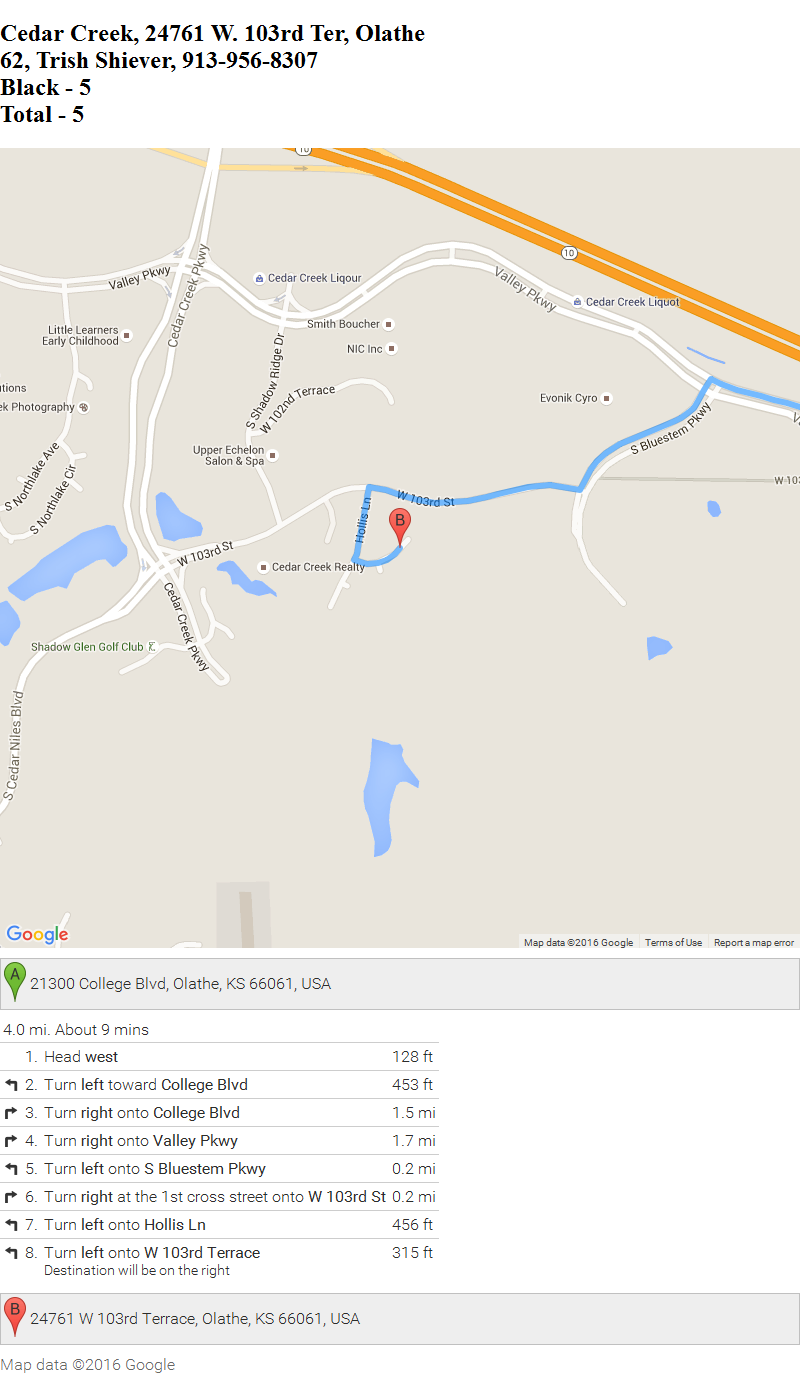 Cedar Creek, 24761 W. 103rd Ter, Olathe
62, Trish Shiever, 913-956-8307
Black - 5
Total - 5
10
Valley Pkwy
Cedar Creek Pkwy
Cedar Creek Liqour
Valley Pkwy
10
Cedar Creek Liquot
Little Learners
Early Childhood
Smith Boucher
NIC Inc
S Shadow Ridge Dr
W 102nd Terrace
utions
ek Photography
Evonik Cyro
S Bluestem Pkwy
Upper Echelon
Salon & Spa
S Northlake Ave
S Northlake Cir
W 103rd St
W 103
Hollis Ln
B
W 103rd St
Cedar Creek Realty
Cedar Creek Pkwy
Shadow Glen Golf Club
S Cedar Niles Blvd
Google
Map data ©2016 Google Terms of Use Report a map error
A 21300 College Blvd, Olathe, KS 66061, USA
4.0 mi. About 9 mins
1. Head west 128 ft
2. Turn left toward College Blvd 453 ft
3. Turn right onto College Blvd 1.5 mi
4. Turn right onto Valley Pkwy 1.7 mi
5. Turn left onto S Bluestem Pkwy 0.2 mi
6. Turn right at the 1st cross street onto W 103rd St 0.2 mi
7. Turn left onto Hollis Ln 456 ft
8. Turn left onto W 103rd Terrace 315 ft
Destination will be on the right
B 24761 W 103rd Terrace, Olathe, KS 66061, USA
Map data ©2016 Google